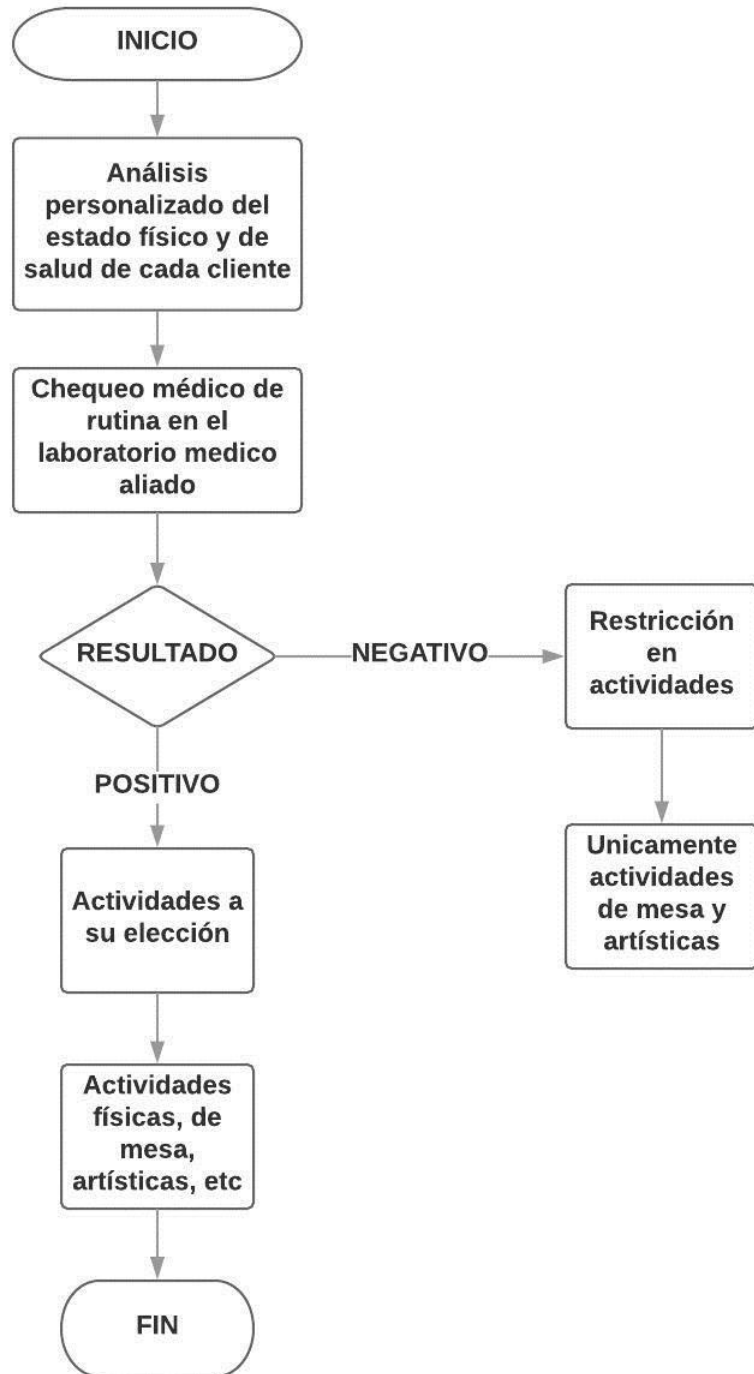 INICIO
Análisis
personalizado del
estado físico y de
salud de cada cliente
Chequeo médico de
rutina en el
laboratorio medico
aliado
RESULTADO
NEGATIVO
Restricción
en
actividades
POSITIVO
Unicamente
actividades
de mesa y
artísticas
Actividades a
su elección
Actividades
físicas, de
mesa,
artísticas, etc
FIN